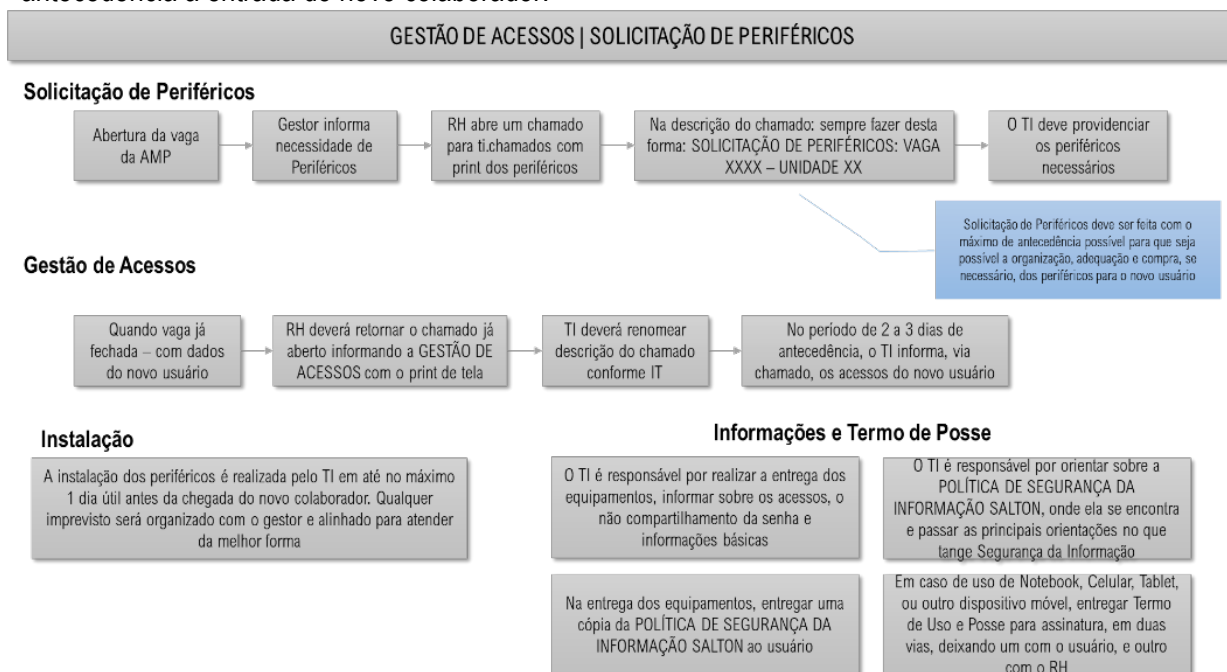 antecedência à entrada do novo colaborador.
GESTÃO DE ACESSOS | SOLICITAÇÃO DE PERIFÉRICOS
Solicitação de Periféricos
Abertura da vaga
da AMP
Gestor informa
necessidade de
Periféricos
RH abre um chamado
para ti.chamados com
print dos periféricos
Na descrição do chamado: sempre fazer desta
forma: SOLICITAÇÃO DE PERIFÉRICOS: VAGA
XXXX – UNIDADE XX
O TI deve providenciar
os periféricos
necessários
Solicitação de Periféricos deve ser feita com o
máximo de antecedência possível para que seja
possível a organização, adequação e compra, se
necessário, dos periféricos para o novo usuário
Gestão de Acessos
Quando vaga já
fechada – com dados
do novo usuário
RH deverá retornar o chamado já
aberto informando a GESTÃO DE
ACESSOS com o print de tela
TI deverá renomear
descrição do chamado
conforme IT
No período de 2 a 3 dias de
antecedência, o TI informa, via
chamado, os acessos do novo usuário
Instalação
A instalação dos periféricos é realizada pelo TI em até no máximo
1 dia útil antes da chegada do novo colaborador. Qualquer
imprevisto será organizado com o gestor e alinhado para atender
da melhor forma
Informações e Termo de Posse
O TI é responsável por realizar a entrega dos
equipamentos, informar sobre os acessos, o
não compartilhamento da senha e
informações básicas
O TI é responsável por orientar sobre a
POLÍTICA DE SEGURANÇA DA
INFORMAÇÃO SALTON, onde ela se encontra
e passar as principais orientações no que
tange Segurança da Informação
Na entrega dos equipamentos, entregar uma
cópia da POLÍTICA DE SEGURANÇA DA
INFORMAÇÃO SALTON ao usuário
Em caso de uso de Notebook, Celular, Tablet,
ou outro dispositivo móvel, entregar Termo
de Uso e Posse para assinatura, em duas
vias, deixando um com o usuário, e outro
com o RH